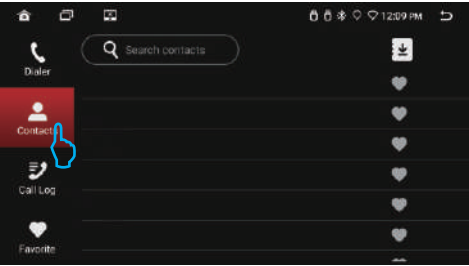 12:09 PM
Search contacts
Dialer
Contacts
Call Log
Favorite